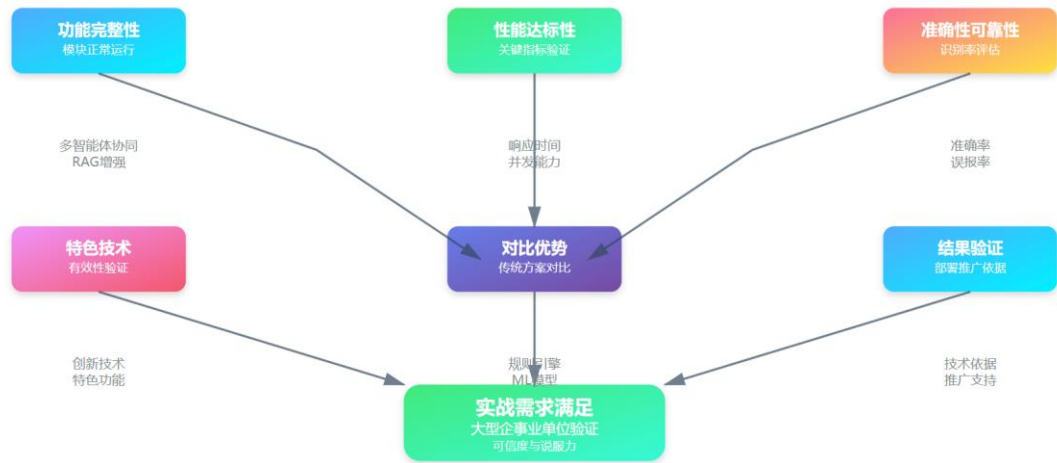 功能完整性
模块正常运行
性能达标性
关键指标验证
准确性可靠性
识别率评估
多智能体协同
RAG增强
响应时间
并发能力
准确率
误报率
特色技术
有效性验证
对比优势
传统方案对比
结果验证
部署推广依据
创新技术
特色功能
规则引擎
ML模型
技术依据
推广支持
实战需求满足
大型企事业单位验证
可信度与说服力